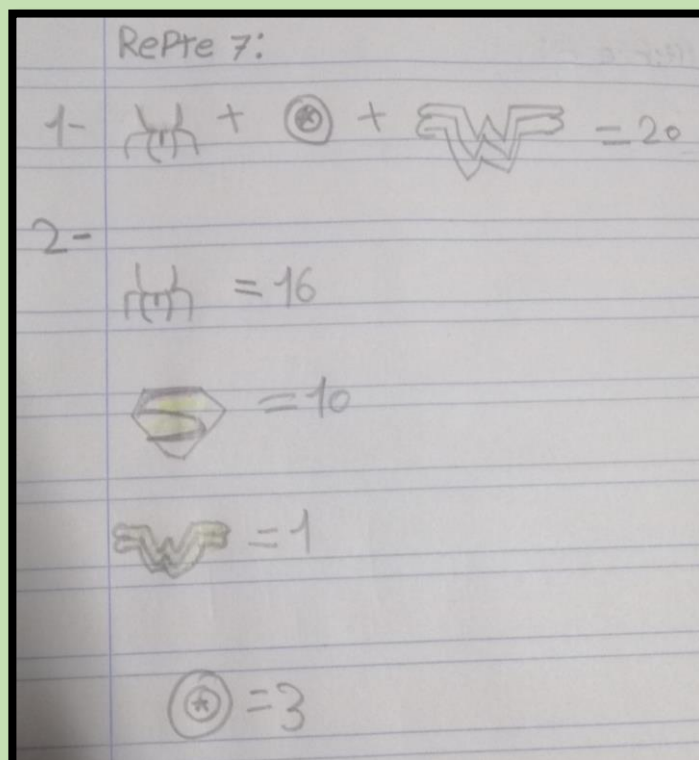 RePte 7:
1- + + = 20
2-
= 16
= 10
= 1
= 3